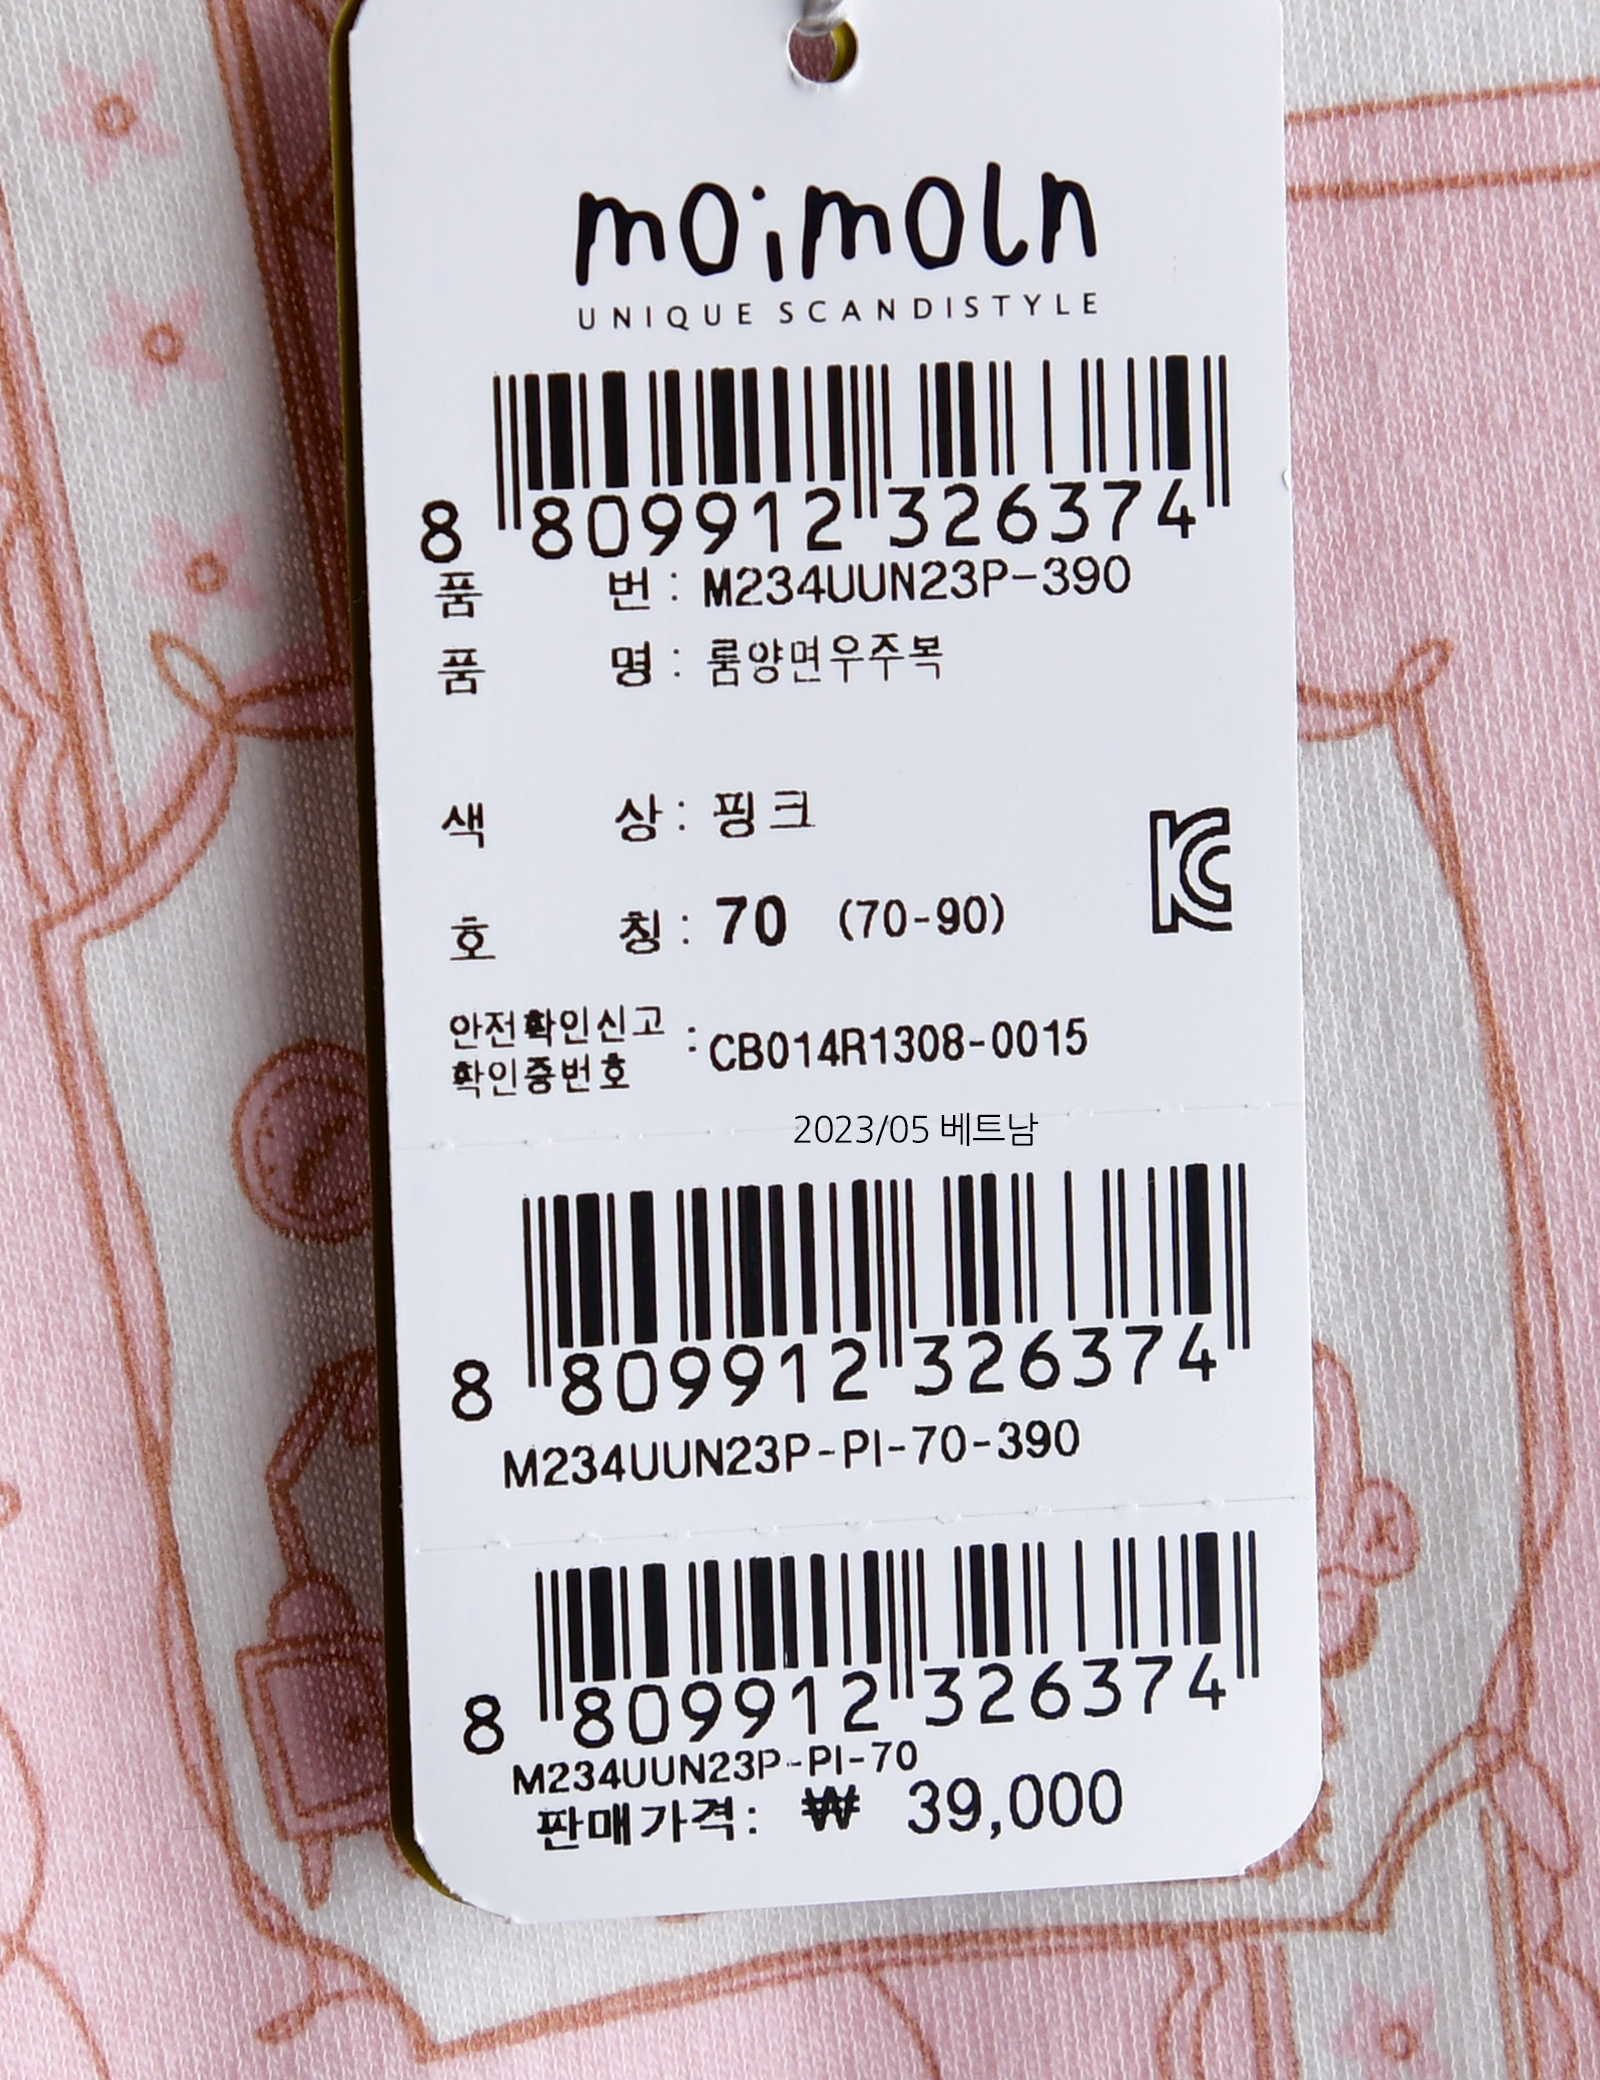 moimoln
UNIQUE SCANDISTYLE
8 809912 326374
품 번 : M234UUN23P-390
품 명 : 룸양면우주복
색 상 : 핑크
호 칭 : 70 (70-90)
안전확인신고
확인증번호 : CB014R1308-0015
KC
2023/05 베트남
8 809912 326374
M234UUN23P-PI-70-390
8 809912 326374
M234UUN23P-PI-70
판매가격: ₩ 39,000